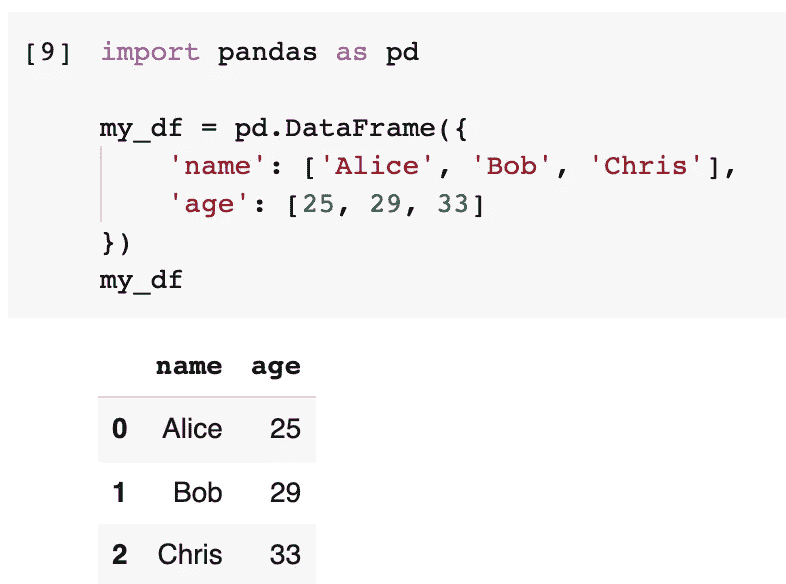 [9] import pandas as pd
my_df = pd.DataFrame({
'name': ['Alice', 'Bob', 'Chris'],
'age': [25, 29, 33]
})
my_df
name age
0 Alice 25
1 Bob 29
2 Chris 33